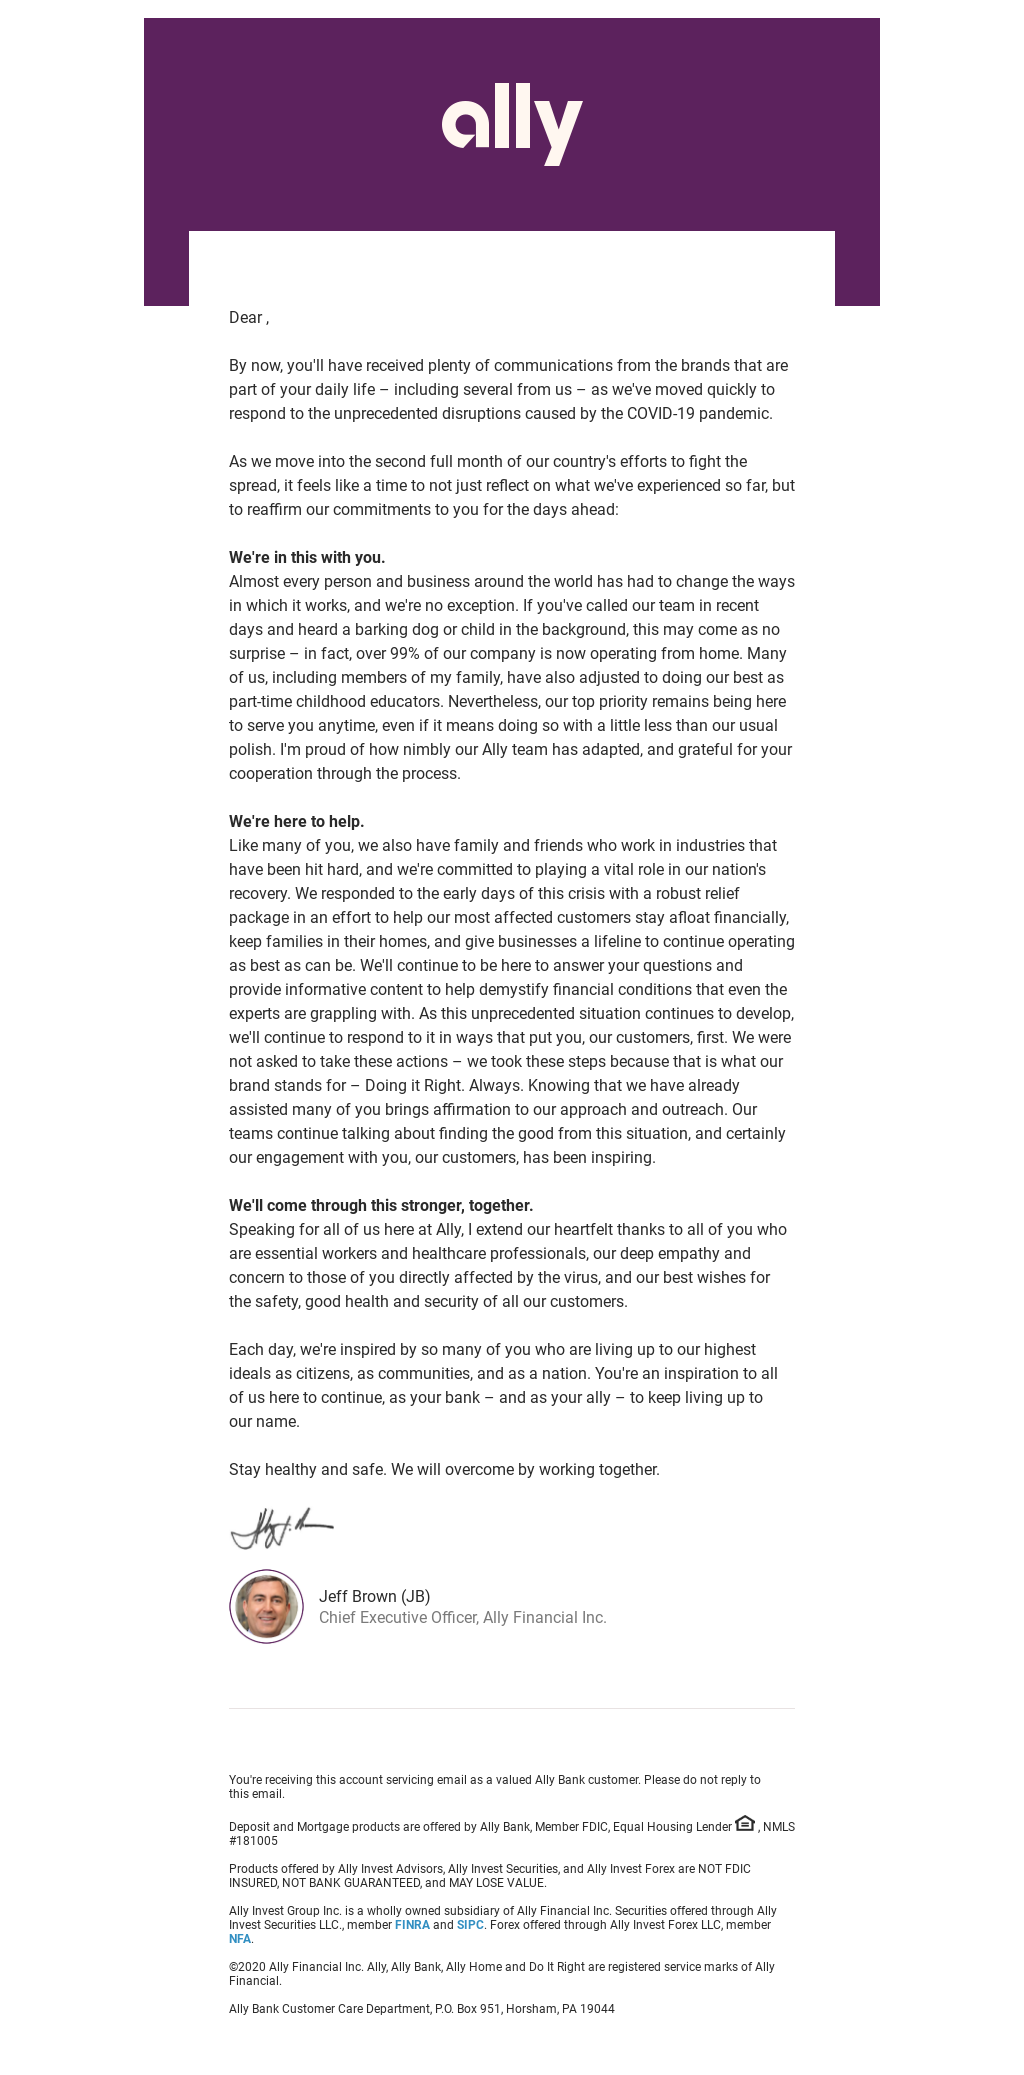 ally
Dear ,
By now, you'll have received plenty of communications from the brands that are
part of your daily life – including several from us – as we've moved quickly to
respond to the unprecedented disruptions caused by the COVID-19 pandemic.
As we move into the second full month of our country's efforts to fight the
spread, it feels like a time to not just reflect on what we've experienced so far, but
to reaffirm our commitments to you for the days ahead:
We're in this with you.
Almost every person and business around the world has had to change the ways
in which it works, and we're no exception. If you've called our team in recent
days and heard a barking dog or child in the background, this may come as no
surprise – in fact, over 99% of our company is now operating from home. Many
of us, including members of my family, have also adjusted to doing our best as
part-time childhood educators. Nevertheless, our top priority remains being here
to serve you anytime, even if it means doing so with a little less than our usual
polish. I'm proud of how nimbly our Ally team has adapted, and grateful for your
cooperation through the process.
We're here to help.
Like many of you, we also have family and friends who work in industries that
have been hit hard, and we're committed to playing a vital role in our nation's
recovery. We responded to the early days of this crisis with a robust relief
package in an effort to help our most affected customers stay afloat financially,
keep families in their homes, and give businesses a lifeline to continue operating
as best as can be. We'll continue to be here to answer your questions and
provide informative content to help demystify financial conditions that even the
experts are grappling with. As this unprecedented situation continues to develop,
we'll continue to respond to it in ways that put you, our customers, first. We were
not asked to take these actions – we took these steps because that is what our
brand stands for – Doing it Right. Always. Knowing that we have already
assisted many of you brings affirmation to our approach and outreach. Our
teams continue talking about finding the good from this situation, and certainly
our engagement with you, our customers, has been inspiring.
We'll come through this stronger, together.
Speaking for all of us here at Ally, I extend our heartfelt thanks to all of you who
are essential workers and healthcare professionals, our deep empathy and
concern to those of you directly affected by the virus, and our best wishes for
the safety, good health and security of all our customers.
Each day, we're inspired by so many of you who are living up to our highest
ideals as citizens, as communities, and as a nation. You're an inspiration to all
of us here to continue, as your bank – and as your ally – to keep living up to
our name.
Stay healthy and safe. We will overcome by working together.
Jeff Brown (JB)
Chief Executive Officer, Ally Financial Inc.
You're receiving this account servicing email as a valued Ally Bank customer. Please do not reply to
this email.
Deposit and Mortgage products are offered by Ally Bank, Member FDIC, Equal Housing Lender , NMLS
#181005
Products offered by Ally Invest Advisors, Ally Invest Securities, and Ally Invest Forex are NOT FDIC
INSURED, NOT BANK GUARANTEED, and MAY LOSE VALUE.
Ally Invest Group Inc. is a wholly owned subsidiary of Ally Financial Inc. Securities offered through Ally
Invest Securities LLC., member FINRA and SIPC. Forex offered through Ally Invest Forex LLC, member
NFA.
©2020 Ally Financial Inc. Ally, Ally Bank, Ally Home and Do It Right are registered service marks of Ally
Financial.
Ally Bank Customer Care Department, P.O. Box 951, Horsham, PA 19044